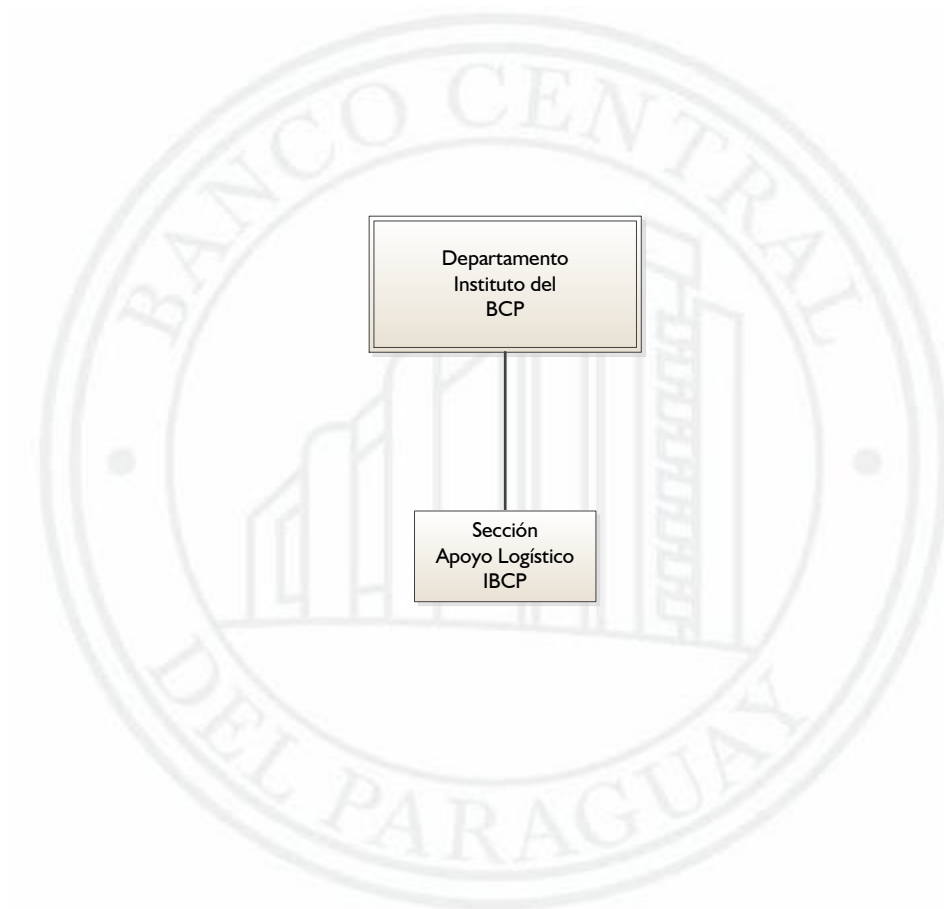 BANCO CENTRAL
Departamento
Instituto del
BCP
Sección
Apoyo Logístico
IBCP
DEL PARAGUAY